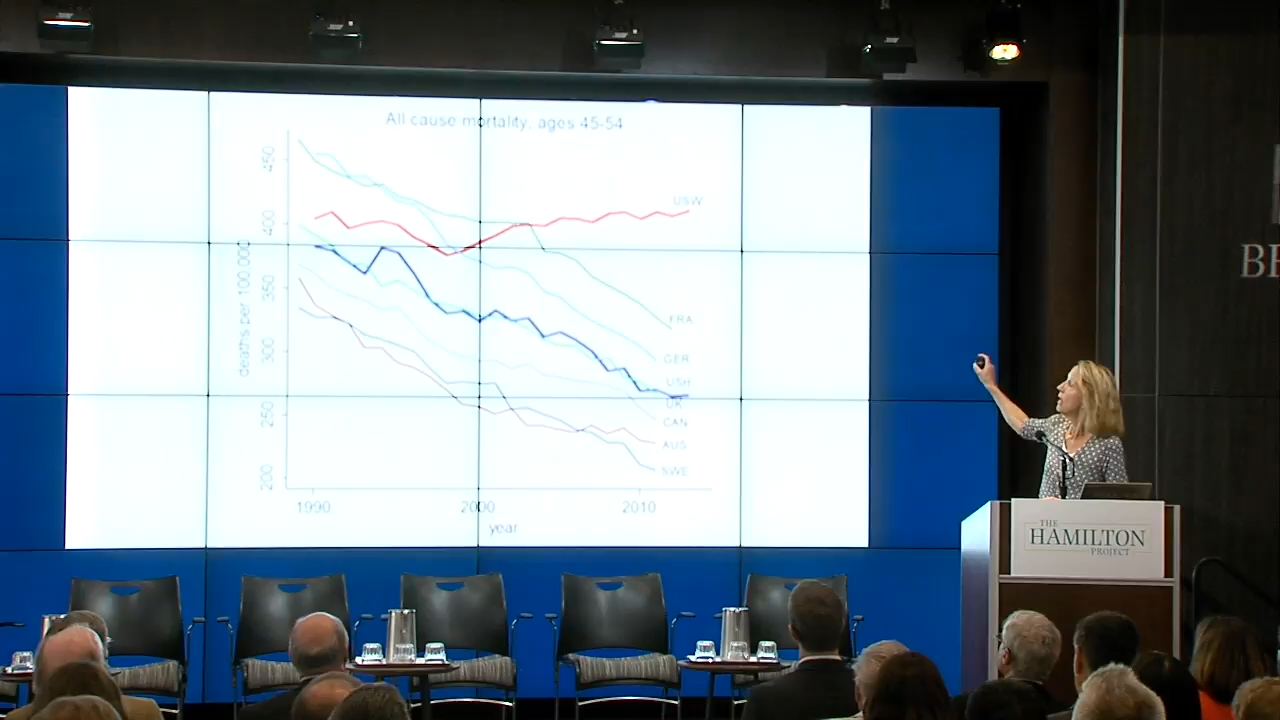 All cause mortality, ages 45-54
deaths per 100,000
450
400
350
300
250
200
USW
FRA
GER
USH
UK
CAN
AUS
SWE
1990
2000
2010
year
THE
HAMILTON
PROJECT